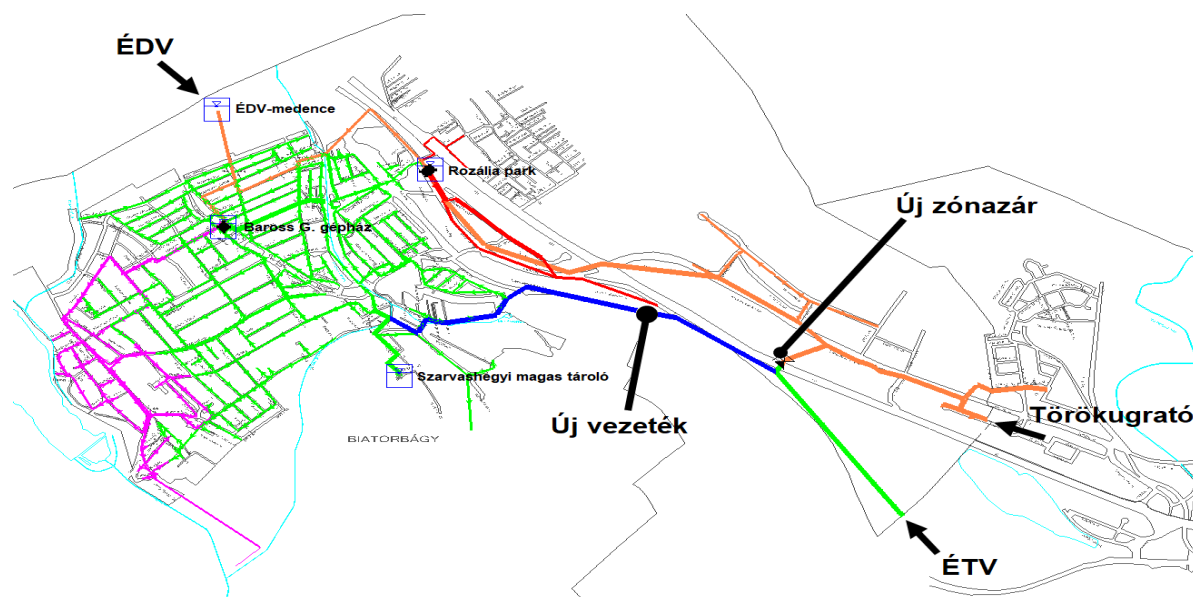 ÉDV
ÉDV-medence
Rozália park
Új zónazár
Baross G. gépház
Szarvashegyi magas tároló
Új vezeték
Törökugrató
BIATORBÁGY
ÉTV